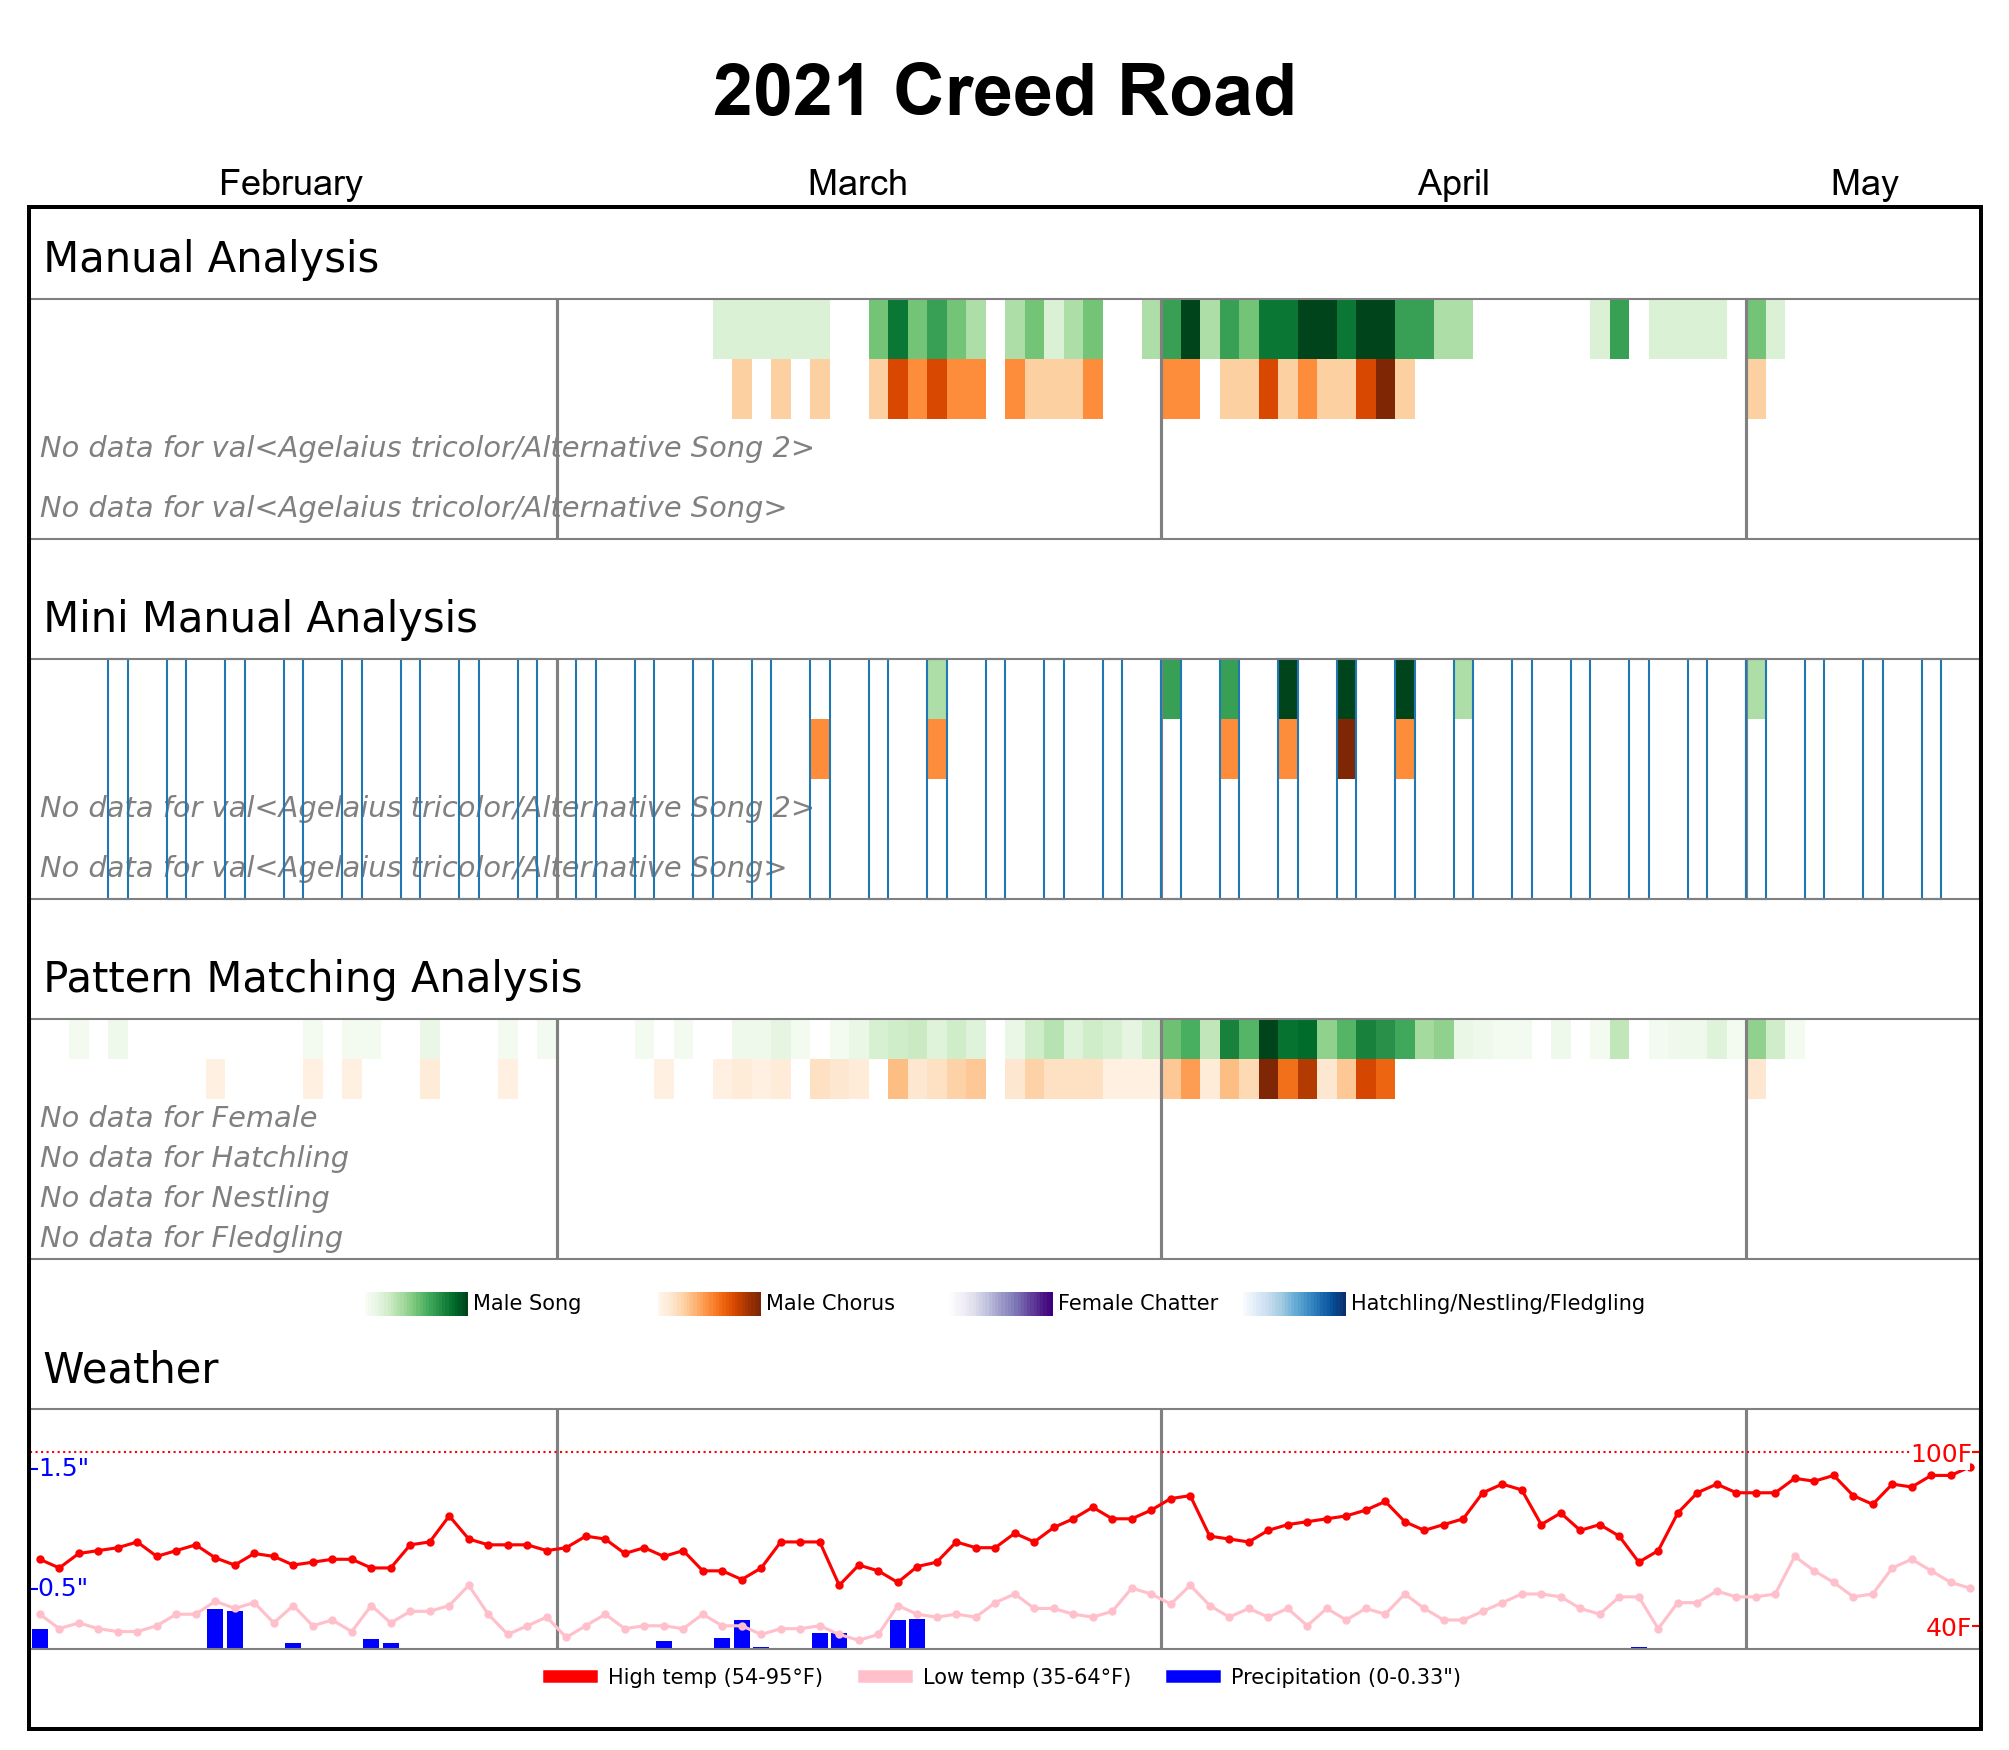 2021 Creed Road
February March April May
Manual Analysis
No data for val<Agelaius tricolor/Alternative Song 2>
No data for val<Agelaius tricolor/Alternative Song>
Mini Manual Analysis
No data for val<Agelaius tricolor/Alternative Song 2>
No data for val<Agelaius tricolor/Alternative Song>
Pattern Matching Analysis
No data for Female
No data for Hatchling
No data for Nestling
No data for Fledgling
Male Song Male Chorus Female Chatter Hatchling/Nestling/Fledgling
Weather
100F
1.5"
0.5"
40F
High temp (54-95°F) Low temp (35-64°F) Precipitation (0-0.33")